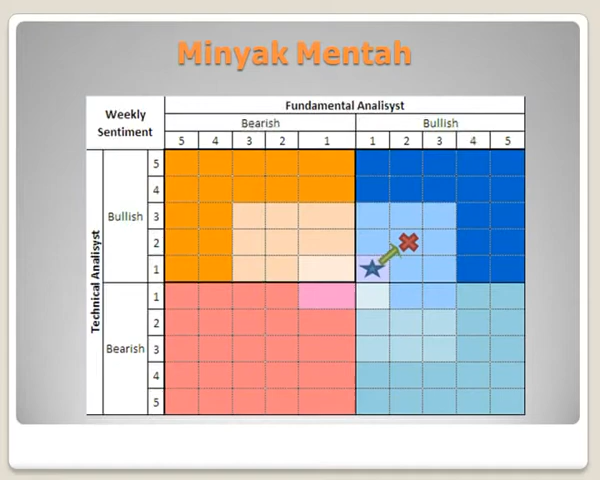 Minyak Mentah
Weekly Sentiment
Fundamental Analisyst
Bearish Bullish
5 4 3 2 1 1 2 3 4 5
Technical Analisyst
Bullish
5
4
3
2
1
Bearish
1
2
3
4
5